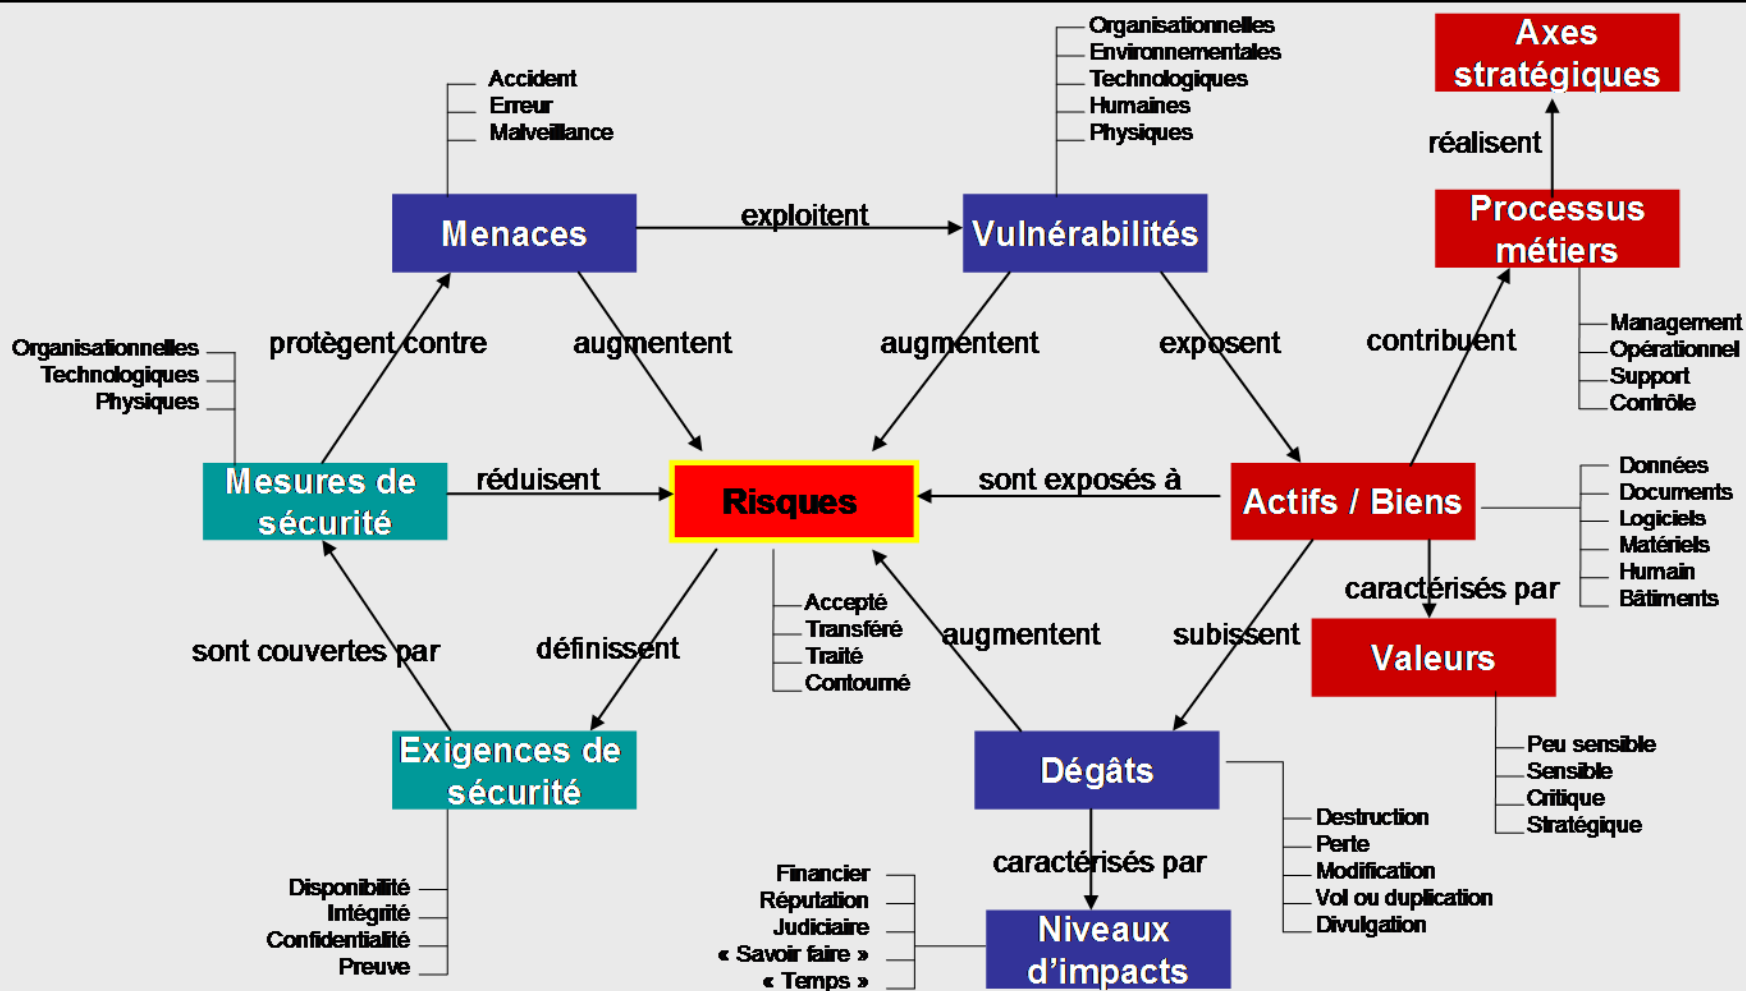 Organisationnelles
Environnementales
Technologiques
Humaines
Physiques
Axes
stratégiques
Accident
Erreur
Malveillance
réalisent
Menaces
exploitent
Vulnérabilités
Processus
métiers
Organisationnelles
Technologiques
Physiques
protègent contre
augmentent
augmentent
exposent
contribuent
Management
Opérationnel
Support
Contrôle
Mesures de
sécurité
réduisent
Risques
sont exposés à
Actifs / Biens
Données
Documents
Logiciels
Matériels
Humain
Bâtiments
caractérisés par
Accepté
Transféré
Traité
Contourné
sont couvertes par
définissent
augmentent
subissent
Valeurs
Peu sensible
Sensible
Critique
Stratégique
Exigences de
sécurité
Dégâts
Destruction
Perte
Modification
Vol ou duplication
Divulgation
caractérisés par
Disponibilité
Intégrité
Confidentialité
Preuve
Financier
Réputation
Judiciaire
« Savoir faire »
« Temps »
Niveaux
d'impacts